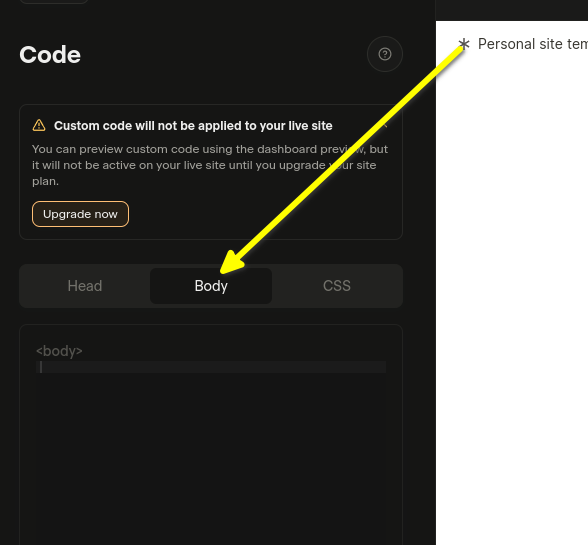 Code
Personal site tem
Custom code will not be applied to your live site
You can preview custom code using the dashboard preview, but
it will not be active on your live site until you upgrade your site
plan.
Upgrade now
Head
Body
CSS
<body>